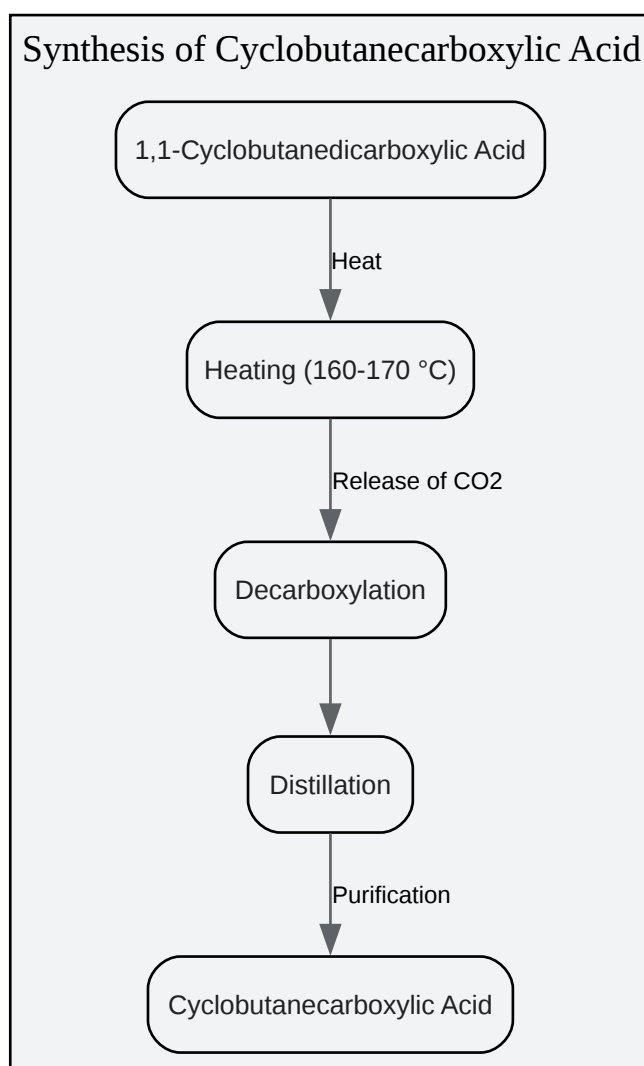 Synthesis of Cyclobutanecarboxylic Acid
1,1-Cyclobutanedicarboxylic Acid
Heat
Heating (160-170 °C)
Release of CO2
Decarboxylation
Distillation
Purification
Cyclobutanecarboxylic Acid